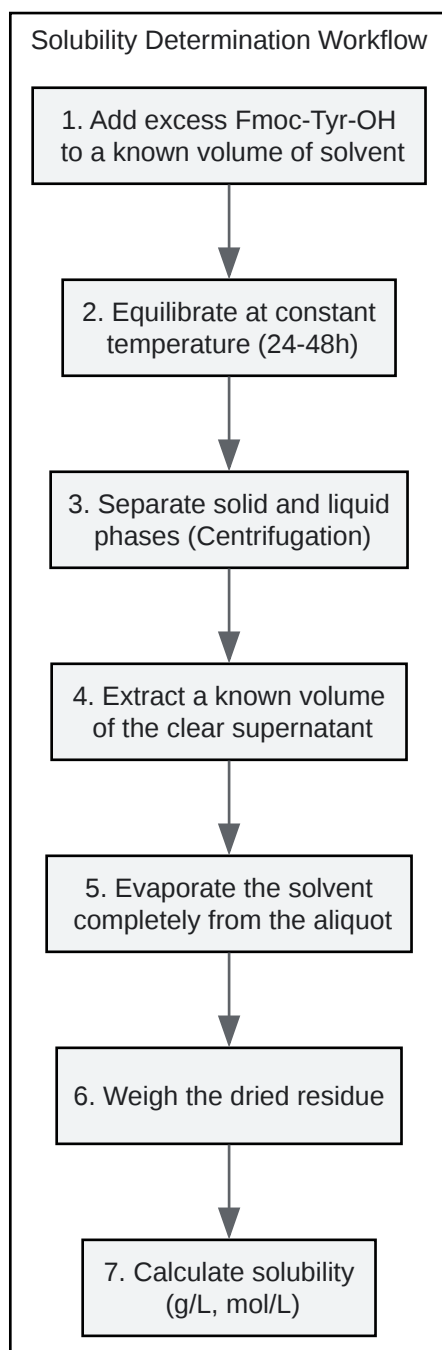 Solubility Determination Workflow
1. Add excess Fmoc-Tyr-OH
to a known volume of solvent
2. Equilibrate at constant
temperature (24-48h)
3. Separate solid and liquid
phases (Centrifugation)
4. Extract a known volume
of the clear supernatant
5. Evaporate the solvent
completely from the aliquot
6. Weigh the dried residue
7. Calculate solubility
(g/L, mol/L)